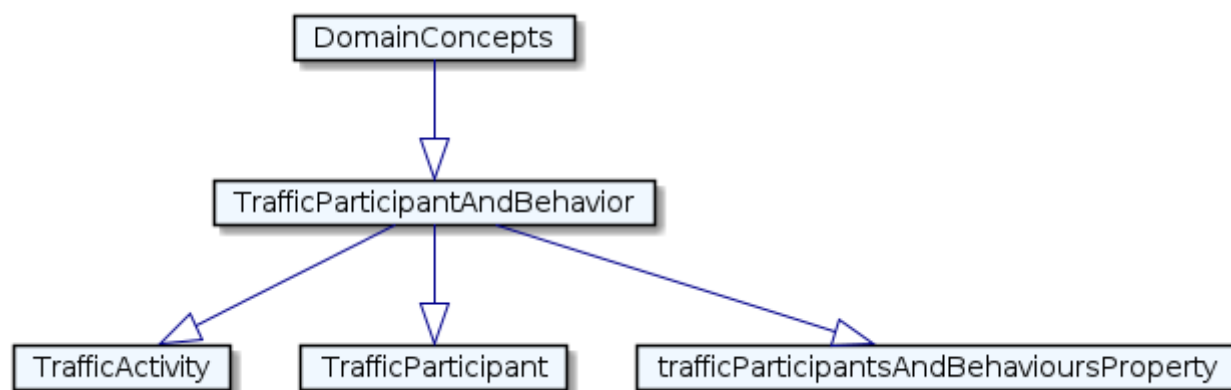 DomainConcepts
TrafficParticipantAndBehavior
TrafficActivity
TrafficParticipant
trafficParticipantsAndBehavioursProperty